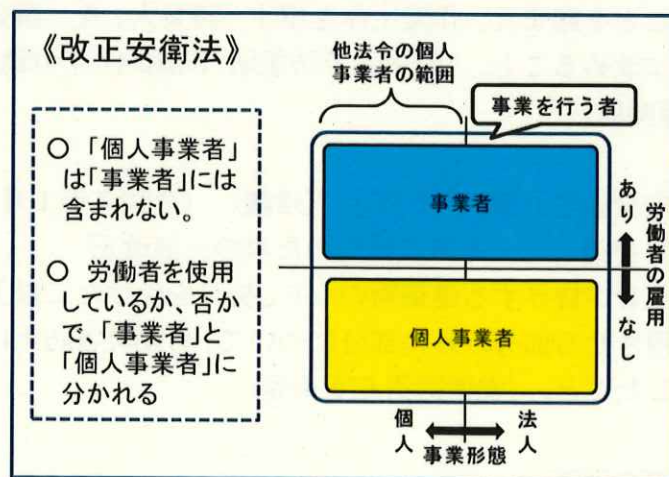 《改正安衛法》
○ 「個人事業者」
は「事業者」には
含まれない。
○ 労働者を使用
しているか、否か
で、「事業者」と
「個人事業者」に
分かれる
他法令の個人
事業者の範囲
事業を行う者
事業者
個人事業者
あり
なし
労働者の雇用
個人
法人
事業形態